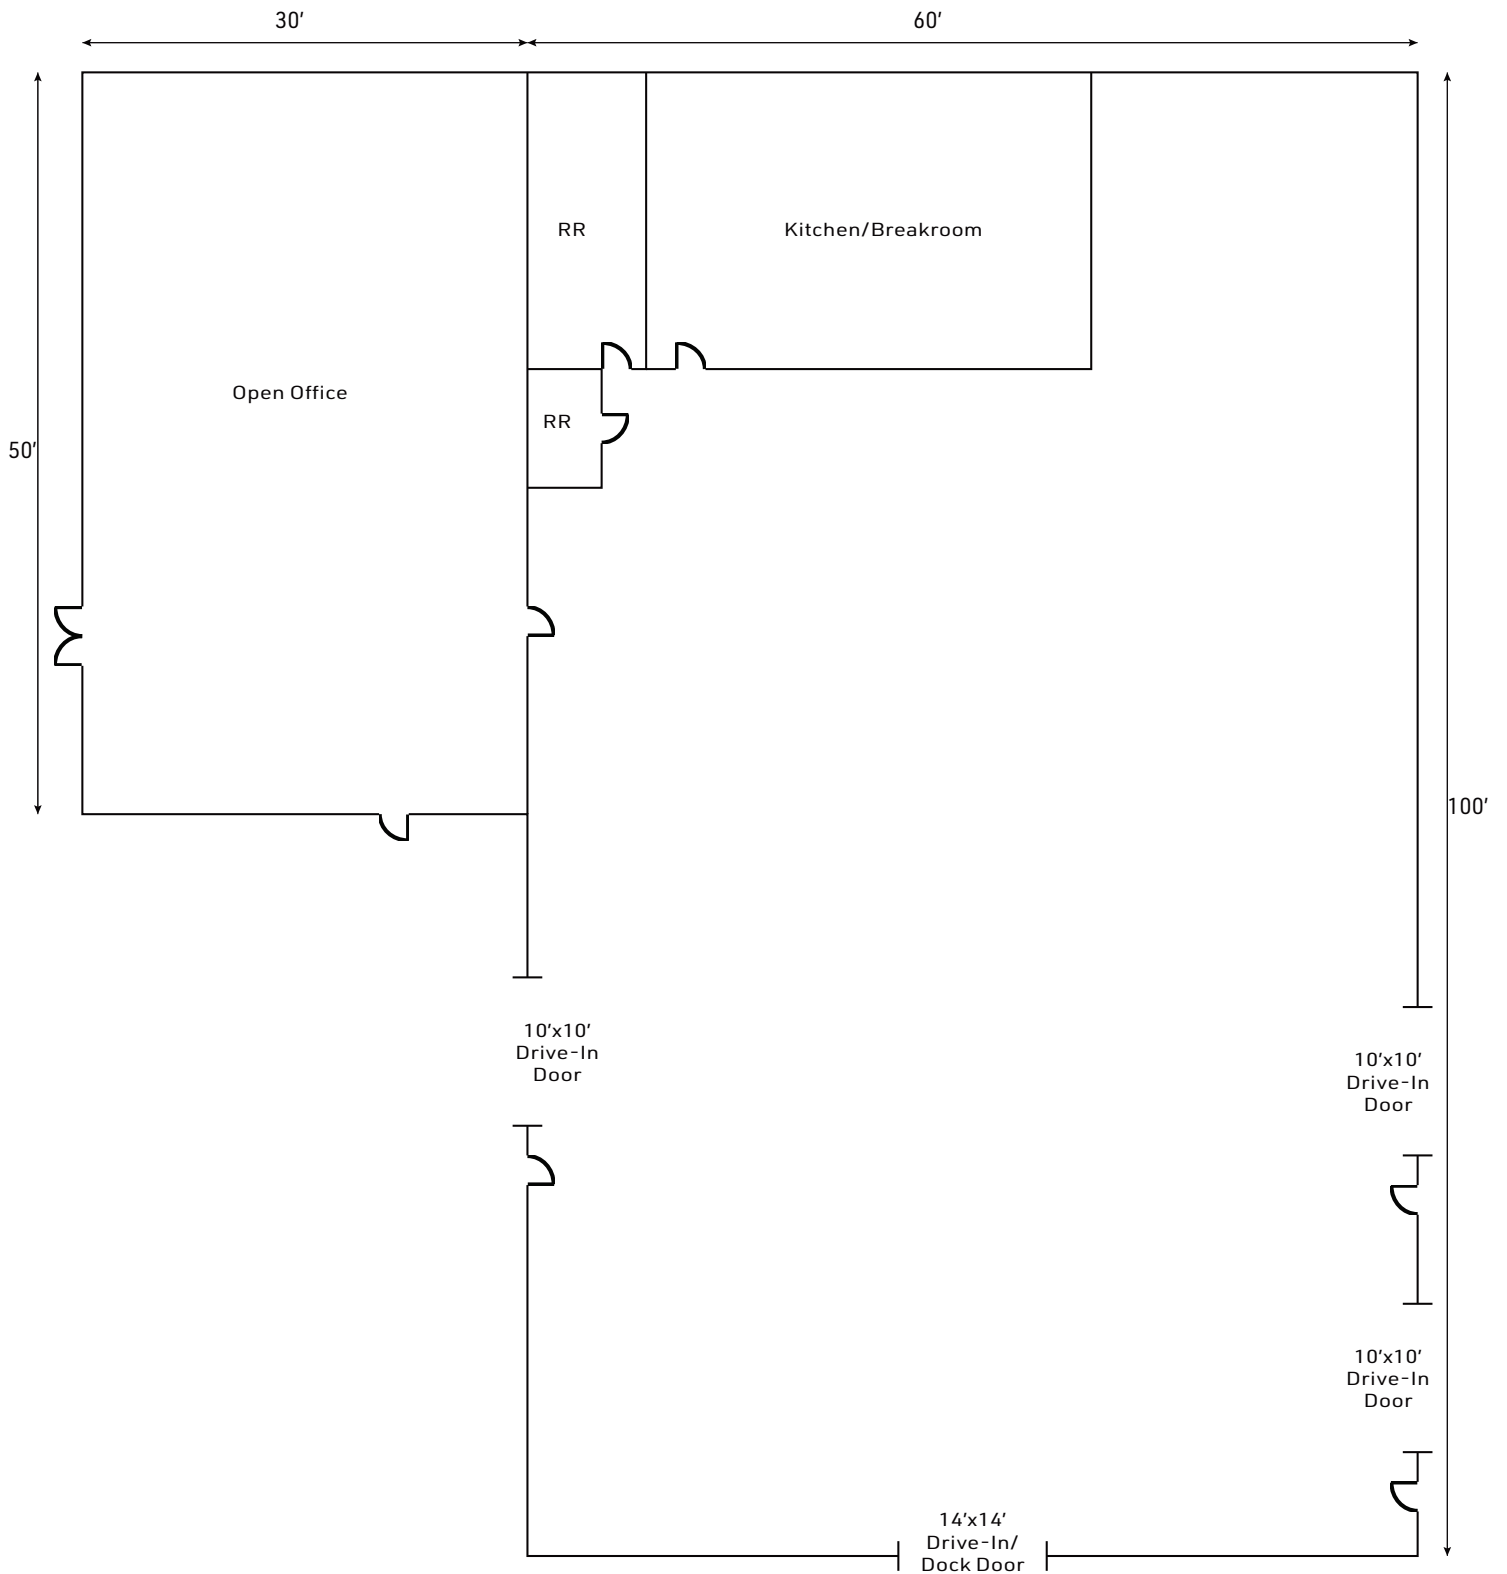 30'
60'
RR
Kitchen/Breakroom
Open Office
RR
50'
100'
10'x10'
Drive-In
Door
10'x10'
Drive-In
Door
10'x10'
Drive-In
Door
14'x14'
Drive-In/
Dock Door